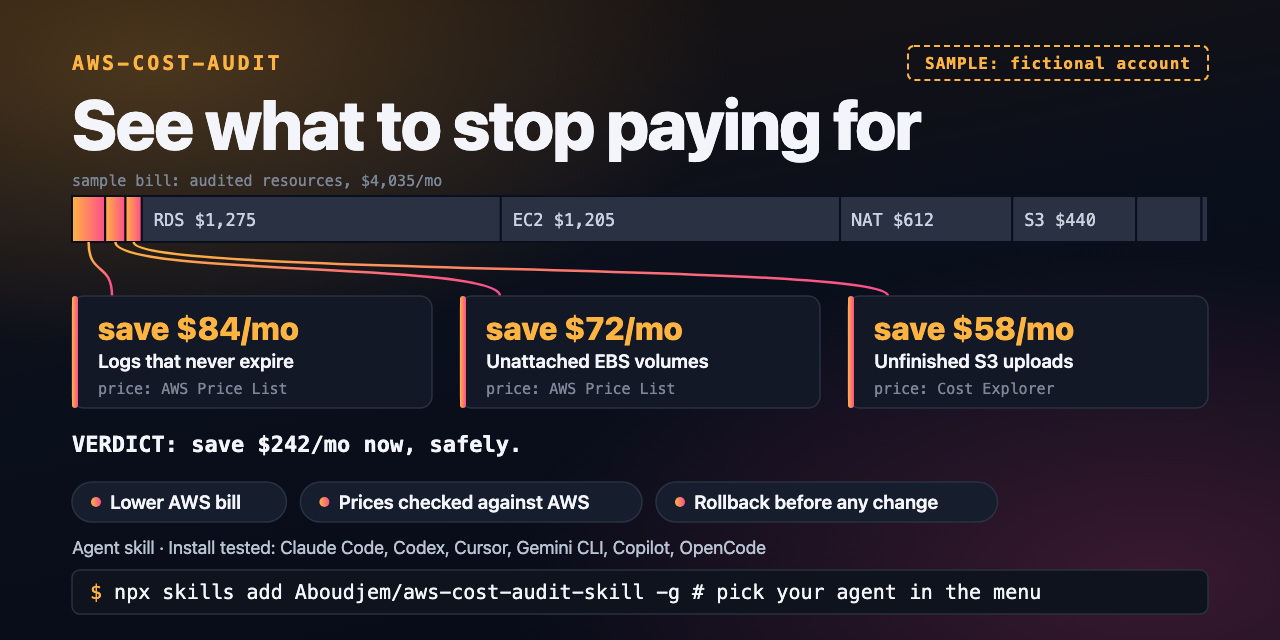 AWS-COST-AUDIT
SAMPLE: fictional account
See what to stop paying for
sample bill: audited resources, $4,035/mo
RDS $1,275
EC2 $1,205
NAT $612
S3 $440
save $84/mo
Logs that never expire
price: AWS Price List
save $72/mo
Unattached EBS volumes
price: AWS Price List
save $58/mo
Unfinished S3 uploads
price: Cost Explorer
VERDICT: save $242/mo now, safely.
Lower AWS bill
Prices checked against AWS
Rollback before any change
Agent skill · Install tested: Claude Code, Codex, Cursor, Gemini CLI, Copilot, OpenCode
$ npx skills add Aboudjem/aws-cost-audit-skill -g # pick your agent in the menu